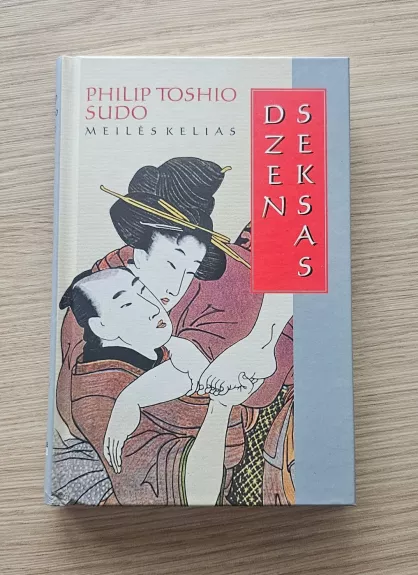 PHILIP TOSHIO
SUDO
MEILĖS KELIAS
DZEN
SEKSAS